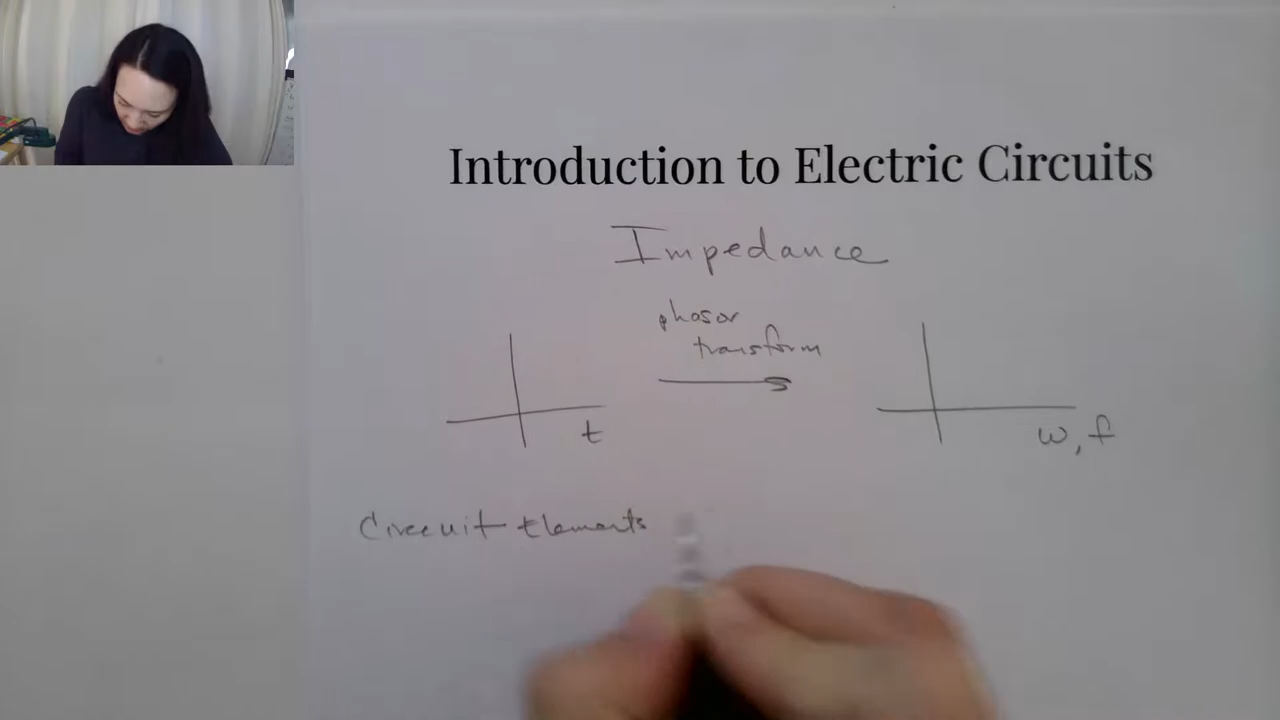 Introduction to Electric Circuits
Impedance
phasor
transform
t
ω, f
Circuit Elements